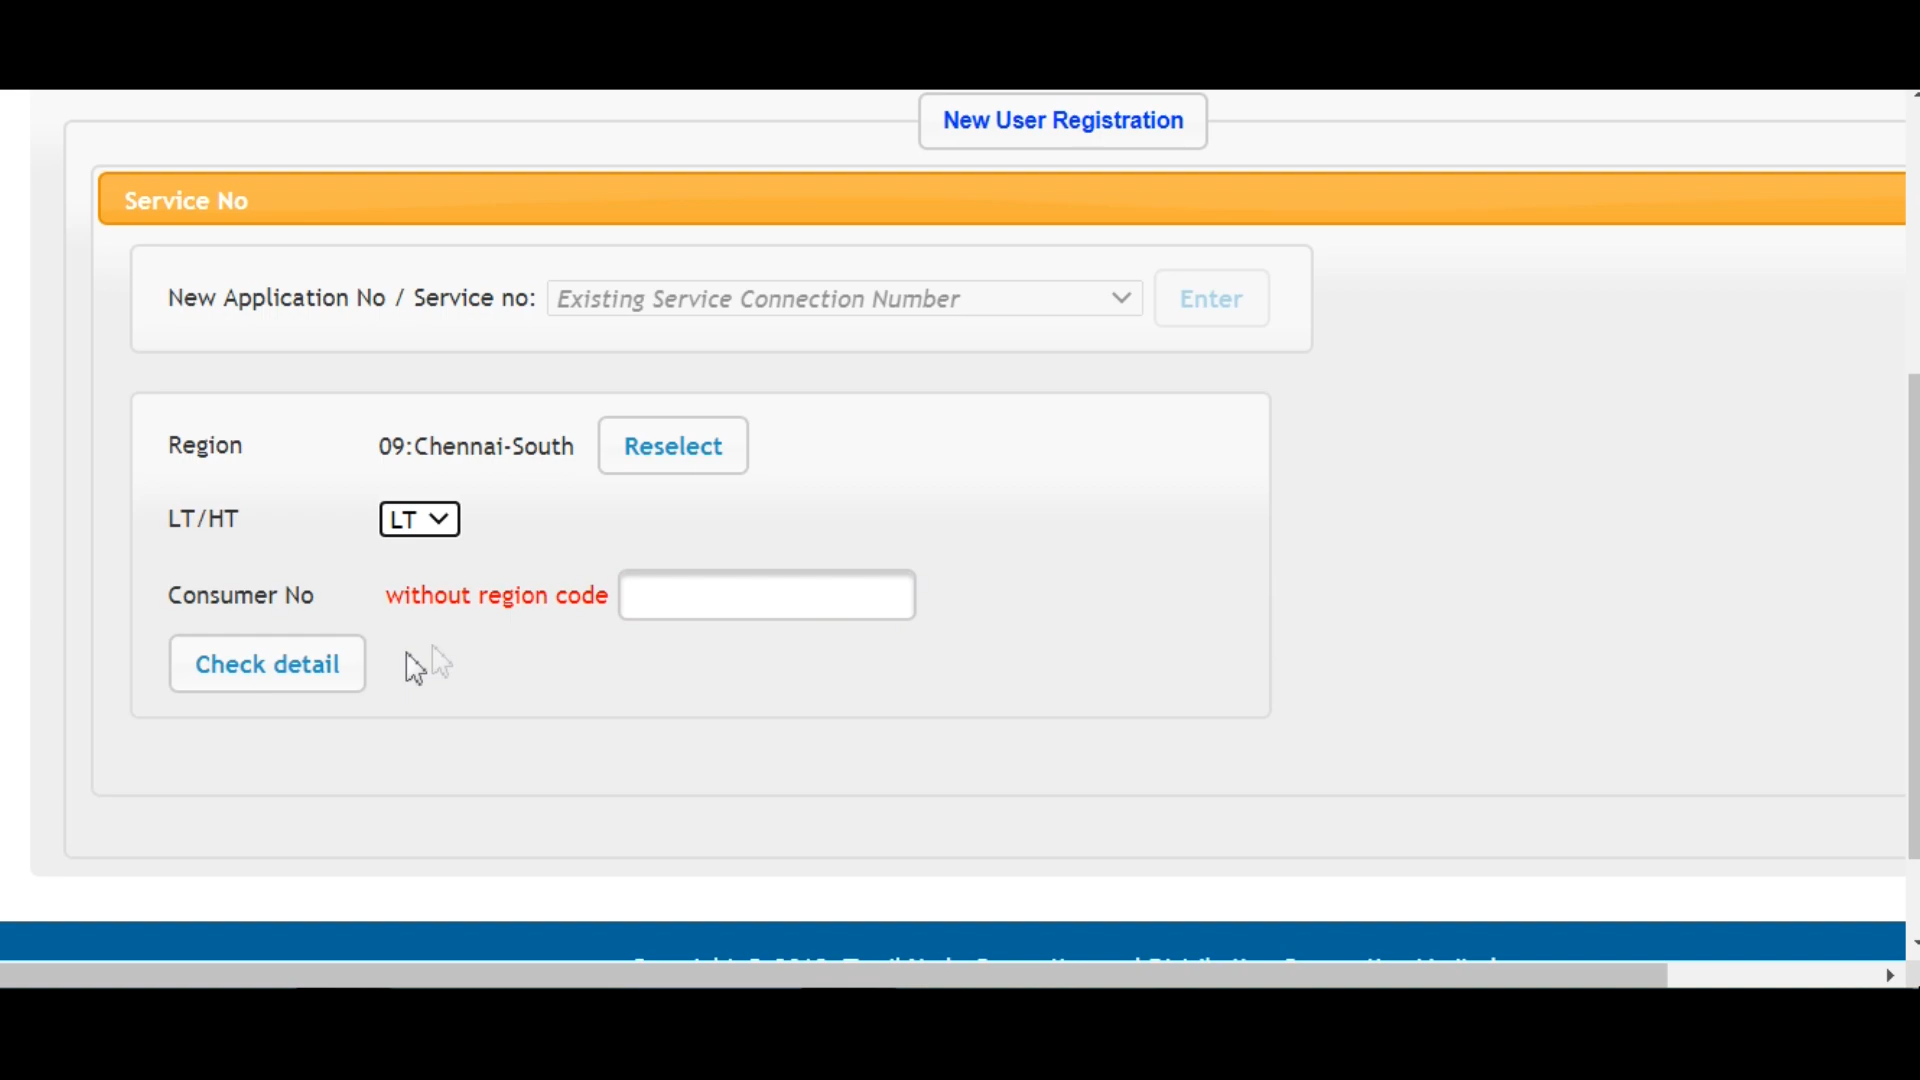 New User Registration
Service No
New Application No / Service no: Existing Service Connection Number Enter
Region 09:Chennai-South Reselect
LT/HT LT
Consumer No without region code
Check detail